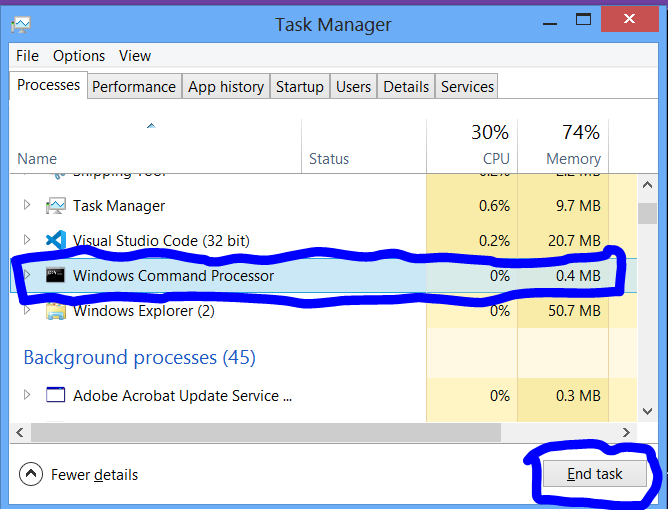 Task Manager
File Options View
Processes Performance App history Startup Users Details Services
30% 74%
Name Status CPU Memory
Task Manager 0.6% 9.7 MB
Visual Studio Code (32 bit) 0.2% 20.7 MB
Windows Command Processor 0% 0.4 MB
Windows Explorer (2) 0% 50.7 MB
Background processes (45)
Adobe Acrobat Update Service ... 0% 0.3 MB
Fewer details End task